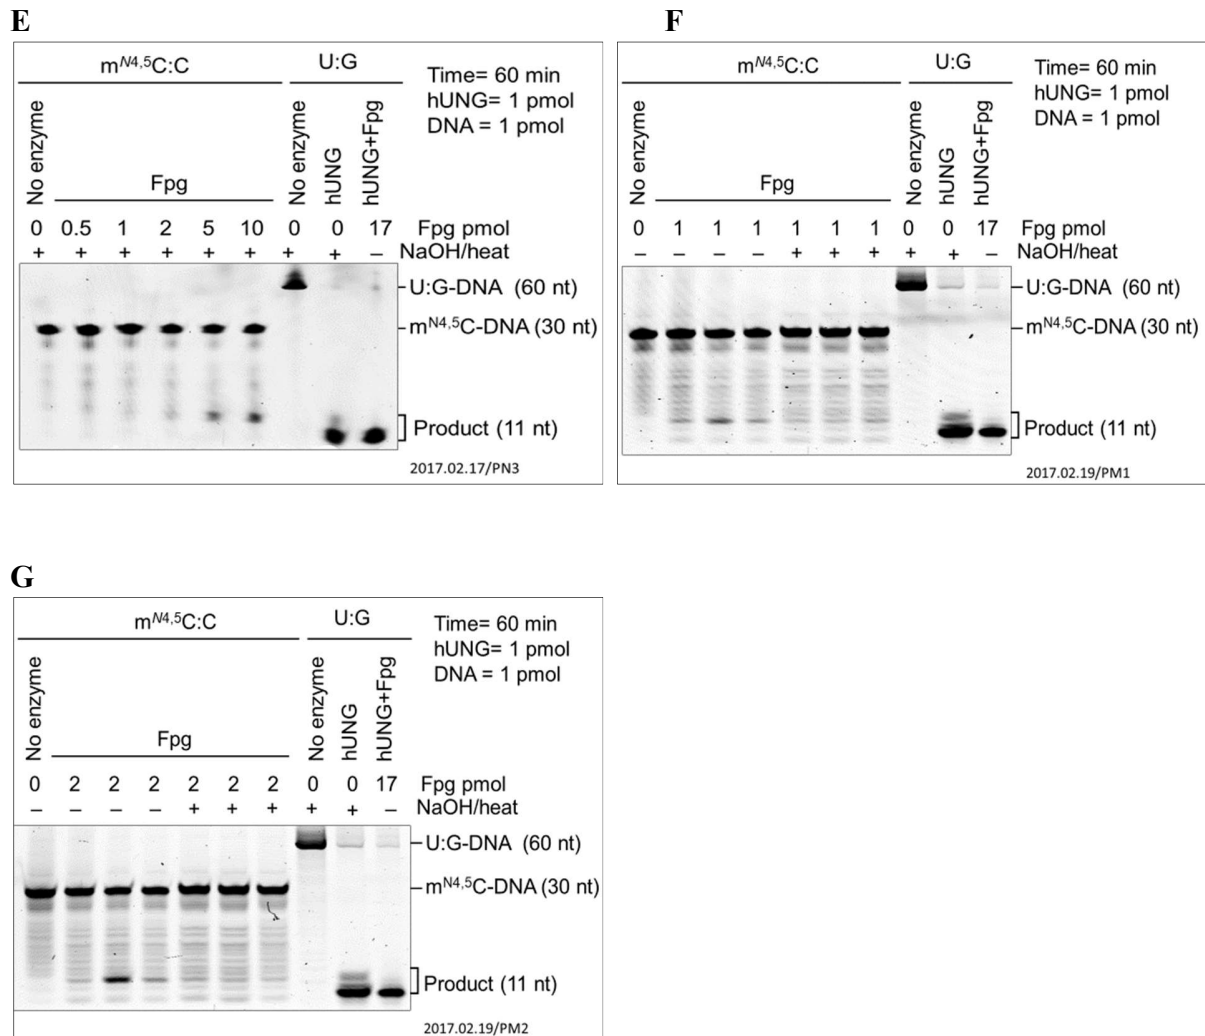 E
m^N4,5C:C U:G
Time= 60 min
hUNG= 1 pmol
DNA = 1 pmol
No enzyme
Fpg
No enzyme
hUNG
hUNG+Fpg
0 0.5 1 2 5 10 0 0 17 Fpg pmol
+ + + + + + + + – NaOH/heat
U:G-DNA (60 nt)
m^N4,5C-DNA (30 nt)
Product (11 nt)
2017.02.17/PN3
F
m^N4,5C:C U:G
Time= 60 min
hUNG= 1 pmol
DNA = 1 pmol
No enzyme
Fpg
No enzyme
hUNG
hUNG+Fpg
0 1 1 1 1 1 1 0 0 17 Fpg pmol
– – – – + + + + + – NaOH/heat
U:G-DNA (60 nt)
m^N4,5C-DNA (30 nt)
Product (11 nt)
2017.02.19/PM1
G
m^N4,5C:C U:G
Time= 60 min
hUNG= 1 pmol
DNA = 1 pmol
No enzyme
Fpg
No enzyme
hUNG
hUNG+Fpg
0 2 2 2 2 2 2 0 0 17 Fpg pmol
– – – – + + + + + – NaOH/heat
U:G-DNA (60 nt)
m^N4,5C-DNA (30 nt)
Product (11 nt)
2017.02.19/PM2